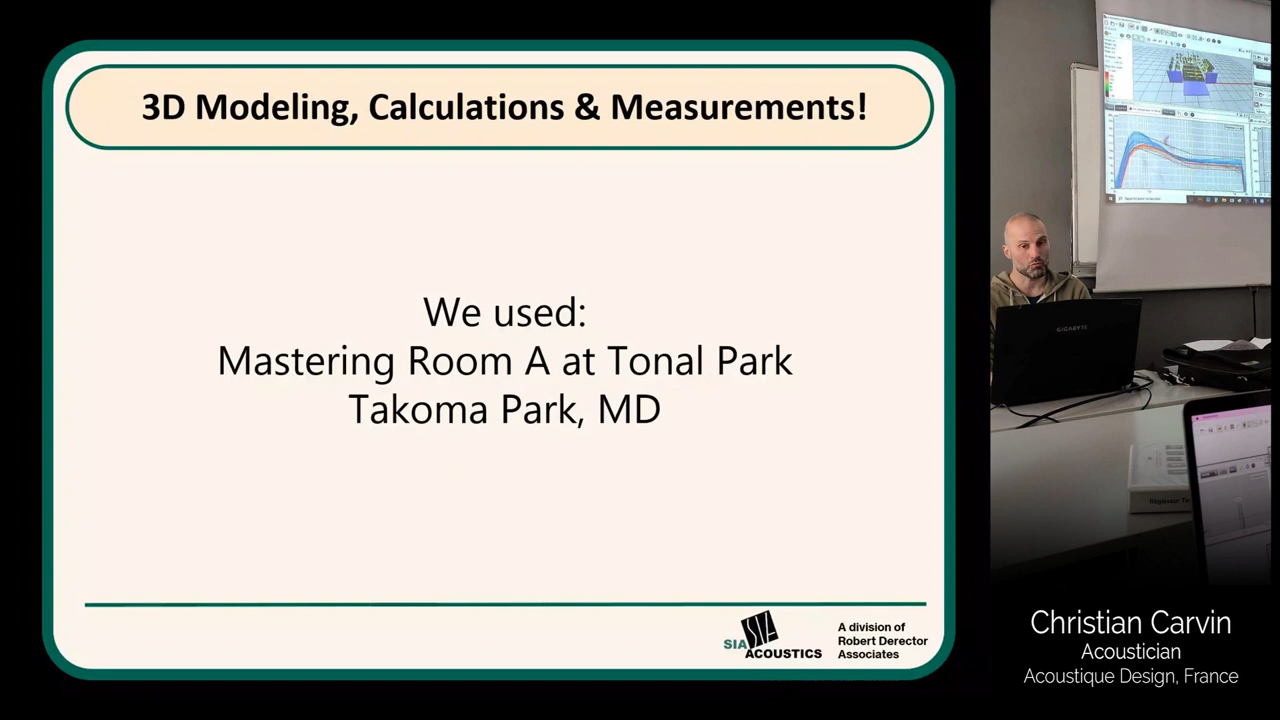 3D Modeling, Calculations & Measurements!
We used:
Mastering Room A at Tonal Park
Takoma Park, MD
SIA ACOUSTICS
A division of
Robert Derector
Associates
GIGABYTE
Christian Carvin
Acoustician
Acoustique Design, France